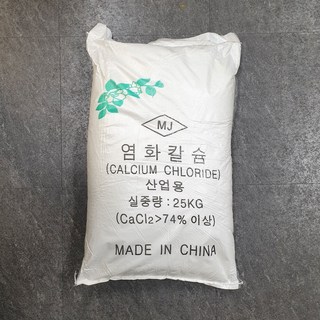 MJ
염화칼슘
(CALCIUM CHLORIDE)
산업용
실중량 : 25KG
(CaCl2>74% 이상)
MADE IN CHINA